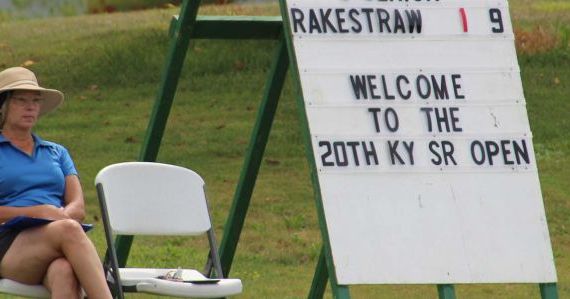 RAKESTRAW 1 9
WELCOME
TO THE
20TH KY SR OPEN